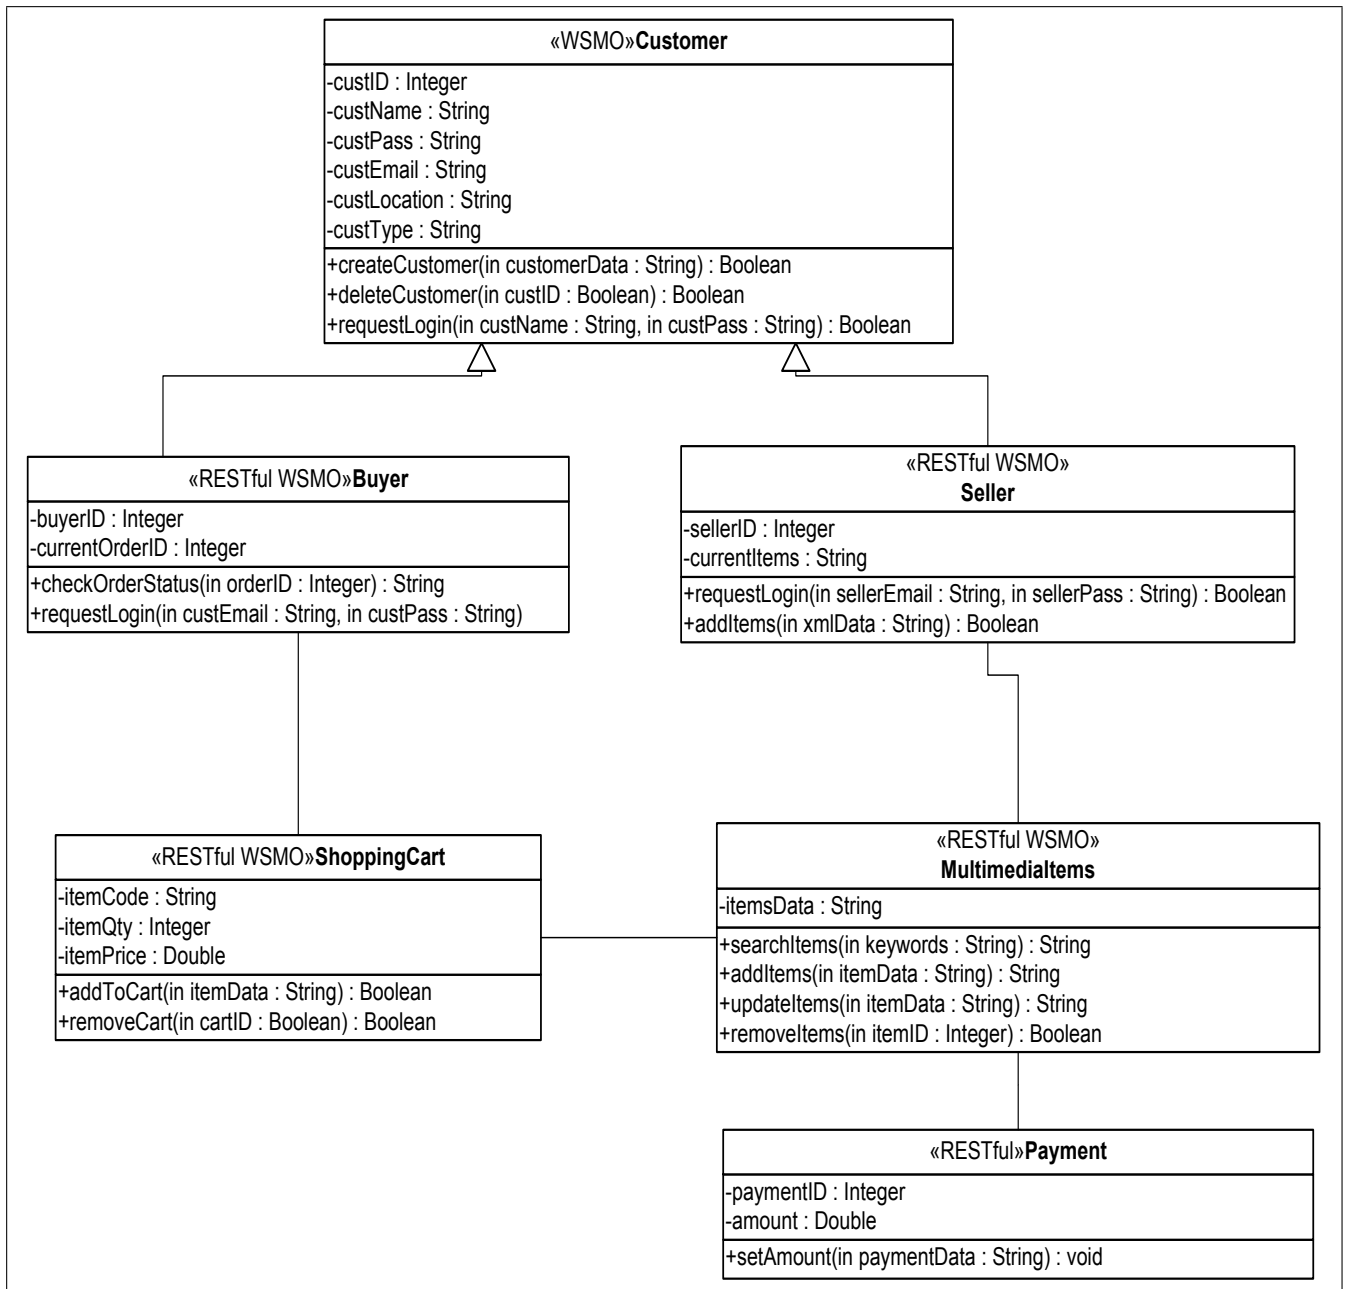 «WSMO»Customer
-custID : Integer
-custName : String
-custPass : String
-custEmail : String
-custLocation : String
-custType : String
+createCustomer(in customerData : String) : Boolean
+deleteCustomer(in custID : Boolean) : Boolean
+requestLogin(in custName : String, in custPass : String) : Boolean
«RESTful WSMO»Buyer
-buyerID : Integer
-currentOrderID : Integer
+checkOrderStatus(in orderID : Integer) : String
+requestLogin(in custEmail : String, in custPass : String)
«RESTful WSMO»
Seller
-sellerID : Integer
-currentItems : String
+requestLogin(in sellerEmail : String, in sellerPass : String) : Boolean
+addItems(in xmlData : String) : Boolean
«RESTful WSMO»ShoppingCart
-itemCode : String
-itemQty : Integer
-itemPrice : Double
+addToCart(in itemData : String) : Boolean
+removeCart(in cartID : Boolean) : Boolean
«RESTful WSMO»
MultimediaItems
-itemsData : String
+searchItems(in keywords : String) : String
+addItems(in itemData : String) : String
+updateItems(in itemData : String) : String
+removeItems(in itemID : Integer) : Boolean
«RESTful»Payment
-paymentID : Integer
-amount : Double
+setAmount(in paymentData : String) : void